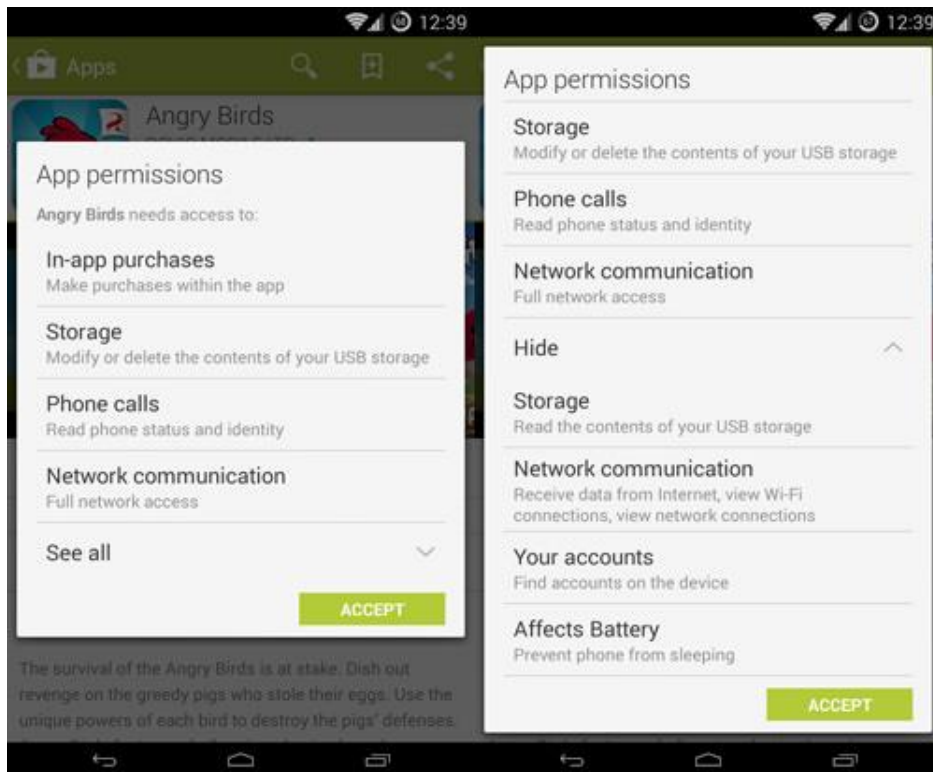 68 12:39
Apps
Angry Birds
App permissions
Angry Birds needs access to:
In-app purchases
Make purchases within the app
Storage
Modify or delete the contents of your USB storage
Phone calls
Read phone status and identity
Network communication
Full network access
See all
ACCEPT
The survival of the Angry Birds is at stake. Dish out
revenge on the greedy pigs who stole their eggs. Use the
unique powers of each bird to destroy the pigs' defenses.
67 12:39
App permissions
Storage
Modify or delete the contents of your USB storage
Phone calls
Read phone status and identity
Network communication
Full network access
Hide
Storage
Read the contents of your USB storage
Network communication
Receive data from Internet, view Wi-Fi
connections, view network connections
Your accounts
Find accounts on the device
Affects Battery
Prevent phone from sleeping
ACCEPT